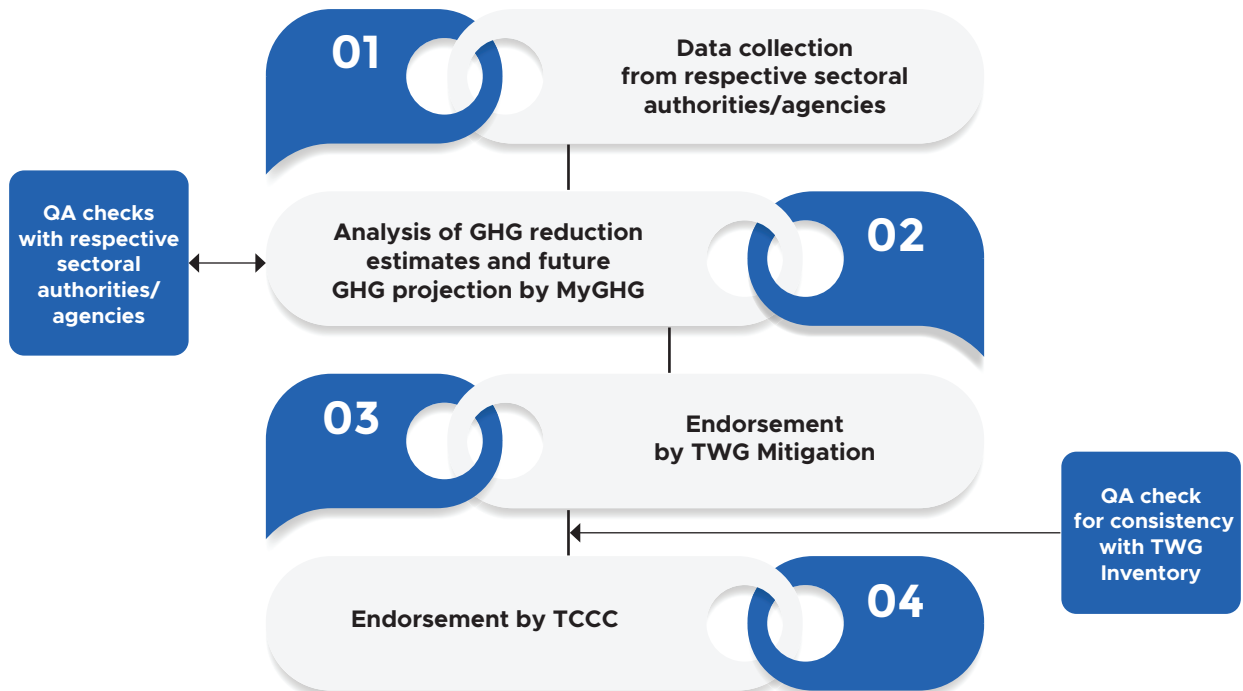 01
Data collection
from respective sectoral
authorities/agencies
QA checks
with respective
sectoral
authorities/
agencies
Analysis of GHG reduction
estimates and future
GHG projection by MyGHG
02
03
Endorsement
by TWG Mitigation
QA check
for consistency
with TWG
Inventory
Endorsement by TCCC
04